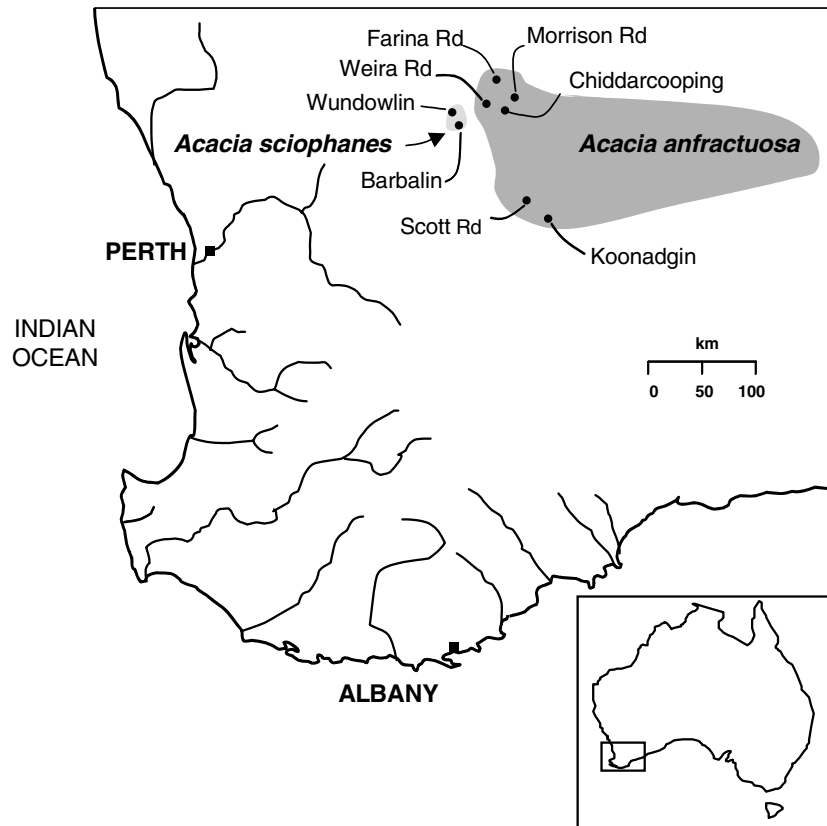 Farina Rd
Morrison Rd
Weira Rd
Chiddarcooping
Wundowlin
Acacia sciophanes
Acacia anfractuosa
Barbalin
Scott Rd
Koonadgin
PERTH
INDIAN
OCEAN
km
0 50 100
ALBANY